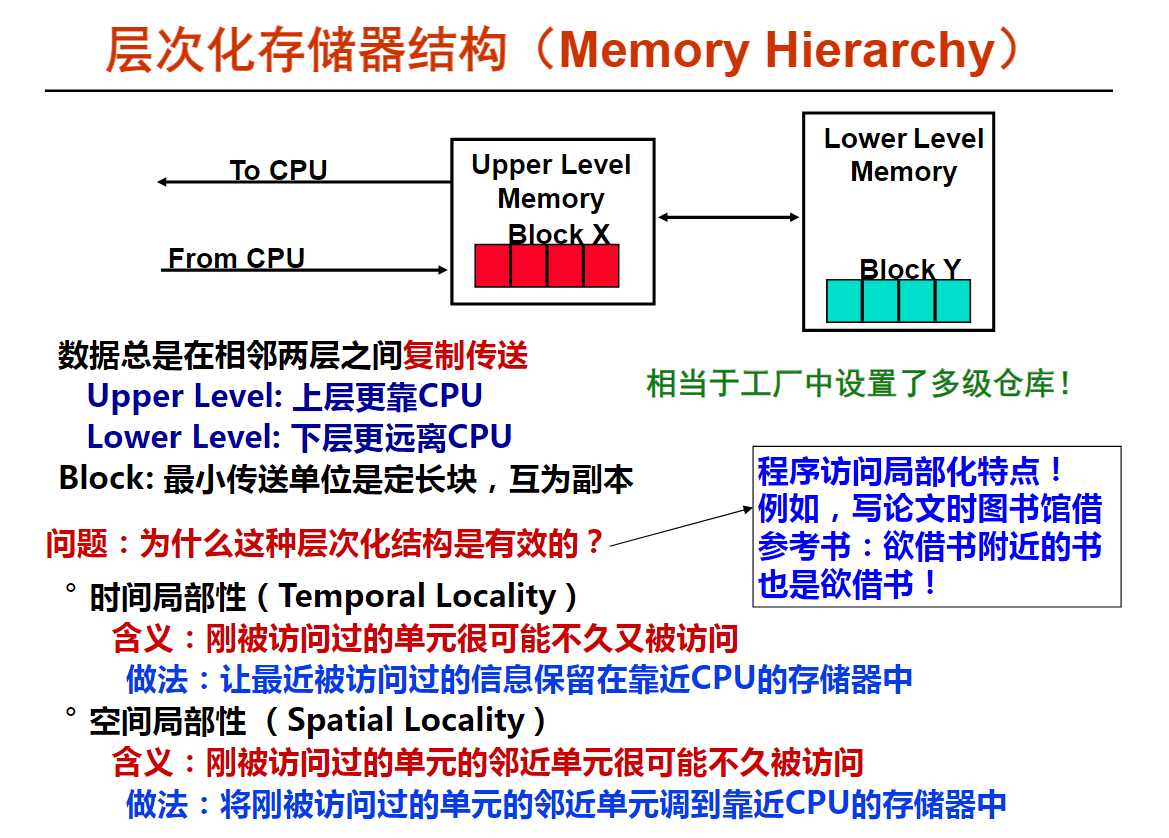 层次化存储器结构（Memory Hierarchy）
To CPU
From CPU
Upper Level
Memory
Block X
Lower Level
Memory
Block Y
数据总是在相邻两层之间复制传送
Upper Level: 上层更靠CPU
Lower Level: 下层更远离CPU
Block: 最小传送单位是定长块，互为副本
相当于工厂中设置了多级仓库！
问题：为什么这种层次化结构是有效的？
程序访问局部化特点！
例如，写论文时图书馆借
参考书：欲借书附近的书
也是欲借书！
° 时间局部性（Temporal Locality）
含义：刚被访问过的单元很可能不久又被访问
做法：让最近被访问过的信息保留在靠近CPU的存储器中
° 空间局部性 （Spatial Locality）
含义：刚被访问过的单元的邻近单元很可能不久被访问
做法：将刚被访问过的单元的邻近单元调到靠近CPU的存储器中